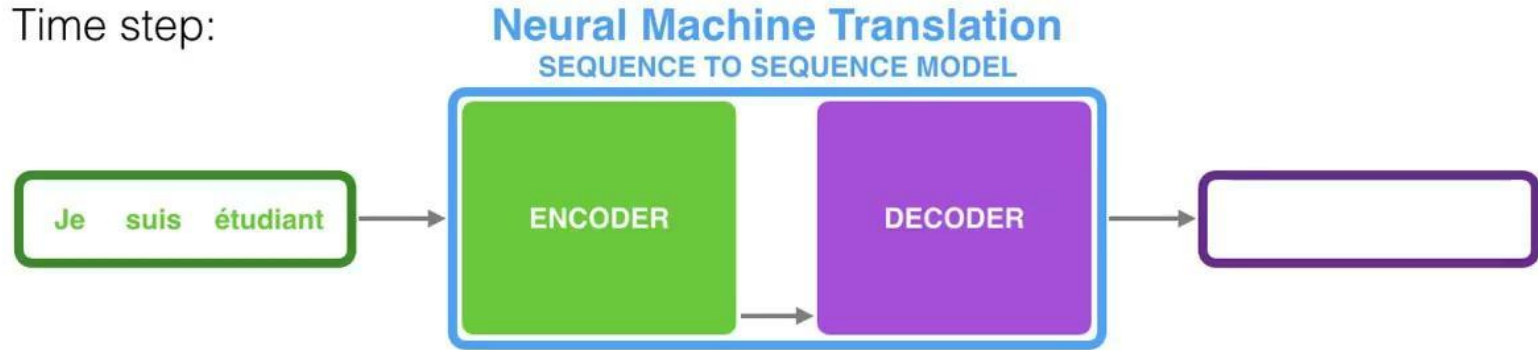 Time step:
Neural Machine Translation
SEQUENCE TO SEQUENCE MODEL
Je suis étudiant
ENCODER
DECODER